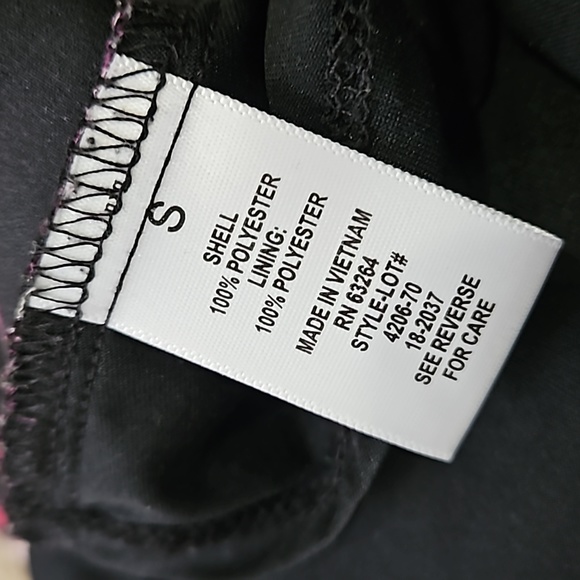 S
SHELL
100% POLYESTER
LINING:
100% POLYESTER
MADE IN VIETNAM
RN 63264
STYLE-LOT#
4206-70
18-2037
SEE REVERSE
FOR CARE